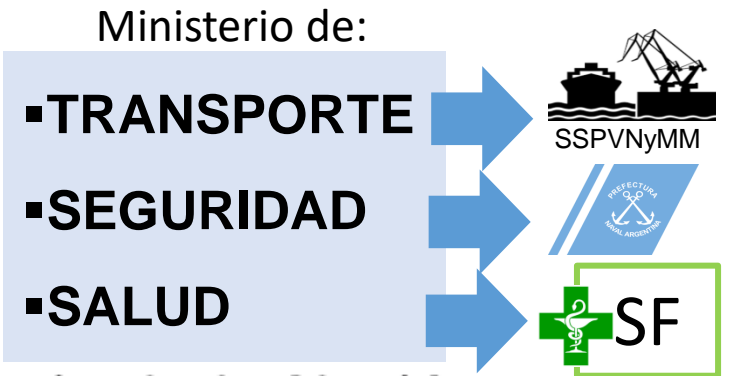 Ministerio de:
▪TRANSPORTE
SSPVNyMM
▪SEGURIDAD
PREFECTURA
NAVAL ARGENTINA
▪SALUD
SF